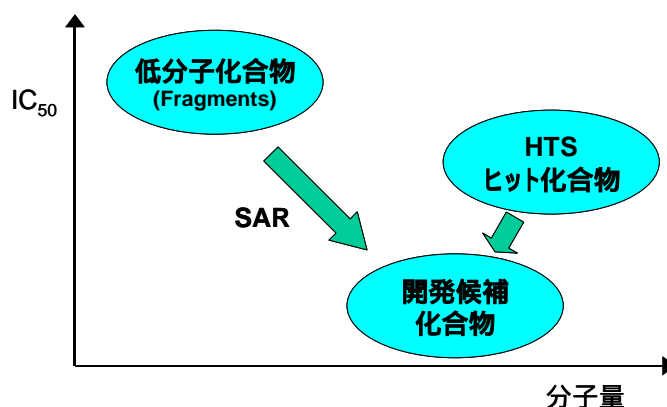 低分子化合物
(Fragments)
IC50
HTS
ヒット化合物
SAR
開発候補
化合物
分子量